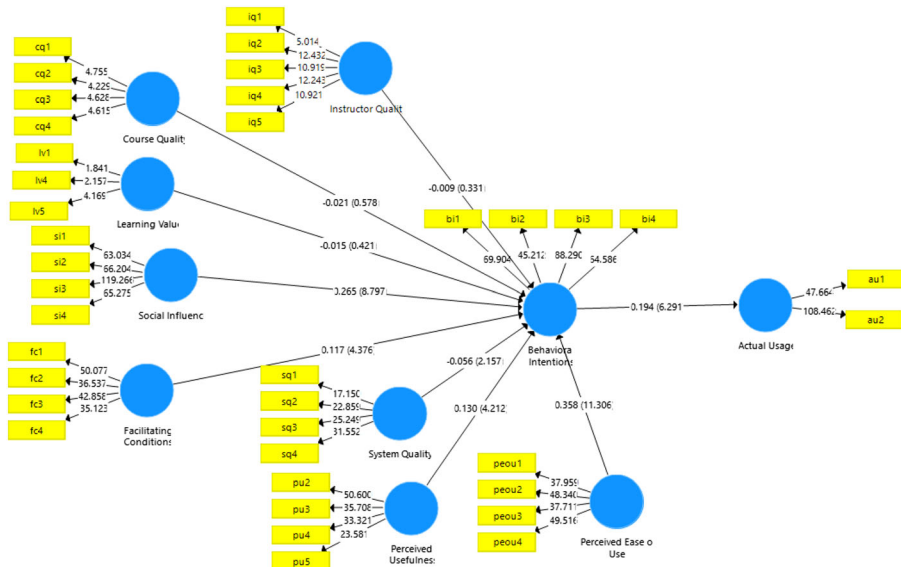 iq1
iq2
iq3
iq4
iq5
5.014
12.432
10.919
12.243
10.921
Instructor Qualit
cq1
cq2
cq3
cq4
4.755
4.229
4.628
4.615
Course Quality
lv1
lv4
lv5
1.841
2.157
4.169
Learning Valu
si1
si2
si3
si4
63.034
66.204
119.266
65.275
Social Influenc
fc1
fc2
fc3
fc4
50.077
36.537
42.858
35.123
Facilitating
Conditions
sq1
sq2
sq3
sq4
17.150
22.859
25.249
31.552
System Quality
pu2
pu3
pu4
pu5
50.600
35.708
33.321
23.581
Perceived
Usefulness
peou1
peou2
peou3
peou4
37.959
48.340
37.711
49.516
Perceived Ease o
Use
-0.009 (0.331)
-0.021 (0.578)
-0.015 (0.421)
0.265 (8.797)
0.117 (4.376)
-0.056 (2.157)
0.130 (4.212)
0.358 (11.306)
bi1
bi2
bi3
bi4
69.904
45.212
88.290
54.586
Behaviora
Intentions
0.194 (6.291)
au1
au2
47.664
108.462
Actual Usage